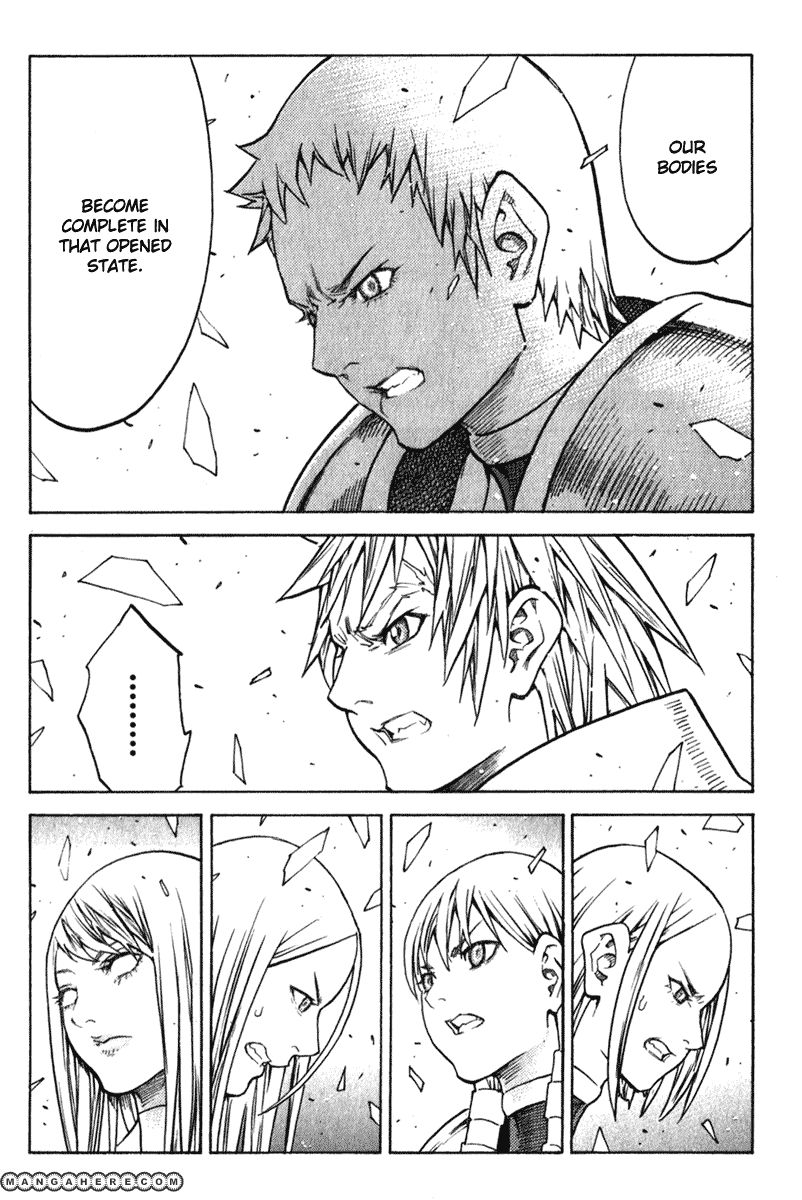 OUR
BODIES
BECOME
COMPLETE IN
THAT OPENED
STATE.
.........
MANGAHERE.COM